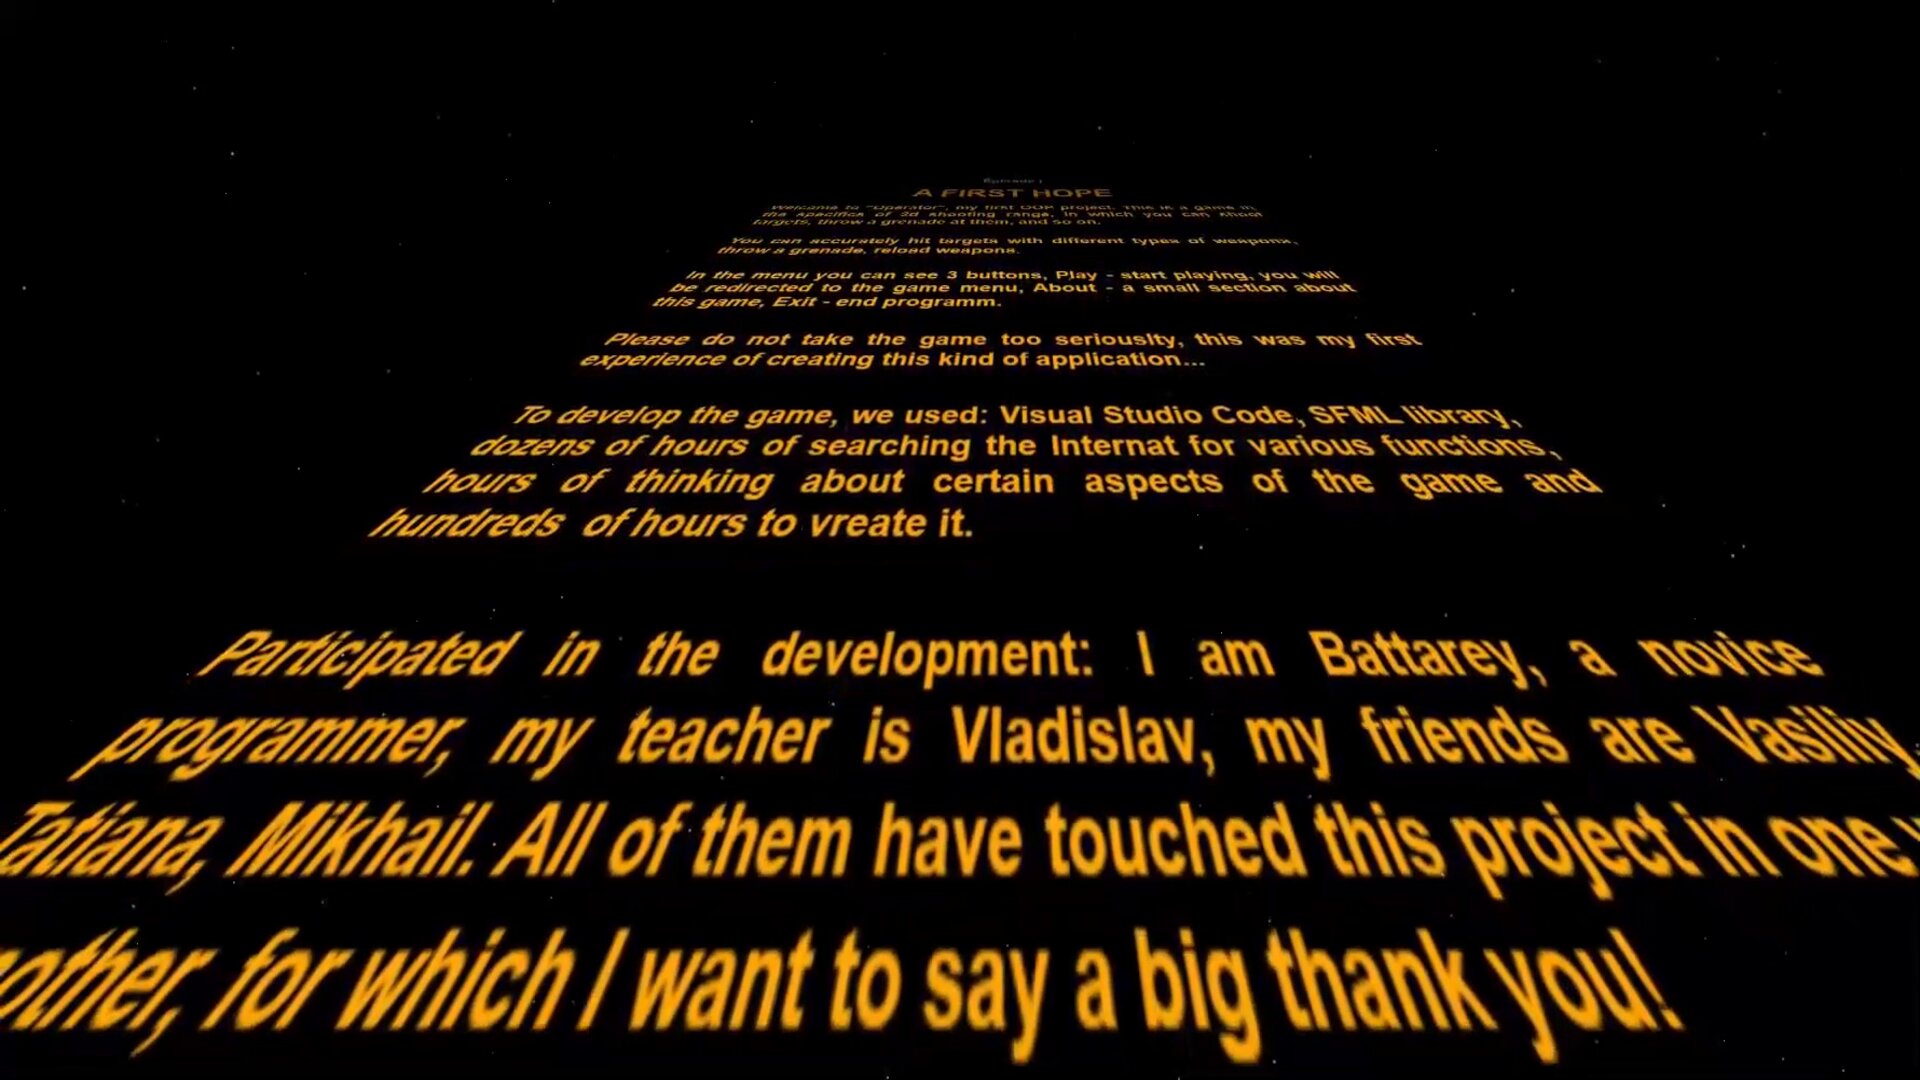 Episode I
A FIRST HOPE
Welcome to "Operator", my first OOP project. This is a game in
the specifics of 2d shooting range, in which you can shoot
targets, throw a grenade at them, and so on.
You can accurately hit targets with different types of weapons,
throw a grenade, reload weapons.
In the menu you can see 3 buttons, Play - start playing, you will
be redirected to the game menu, About - a small section about
this game, Exit - end programm.
Please do not take the game too seriouslty, this was my first
experience of creating this kind of application...
To develop the game, we used: Visual Studio Code, SFML library,
dozens of hours of searching the Internat for various functions,
hours of thinking about certain aspects of the game and
hundreds of hours to vreate it.
Participated in the development: I am Battarey, a novice
programmer, my teacher is Vladislav, my friends are Vasiliy,
Tatiana, Mikhail. All of them have touched this project in one
other, for which I want to say a big thank you!